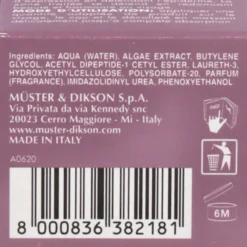 MODE D'UTILISATION:
Ingredients: AQUA (WATER), ALGAE EXTRACT, BUTYLENE
GLYCOL, ACETYL DIPEPTIDE-1 CETYL ESTER, LAURETH-3,
HYDROXYETHYLCELLULOSE, POLYSORBATE-20, PARFUM
(FRAGRANCE), IMIDAZOLIDINYL UREA, PHENOXYETHANOL
MÜSTER & DIKSON S.p.A.
Via Privata da via Kennedy snc
20023 Cerro Maggiore - Mi - Italy
www.muster-dikson.com
MADE IN ITALY
A0620
8 000836 382181
6M